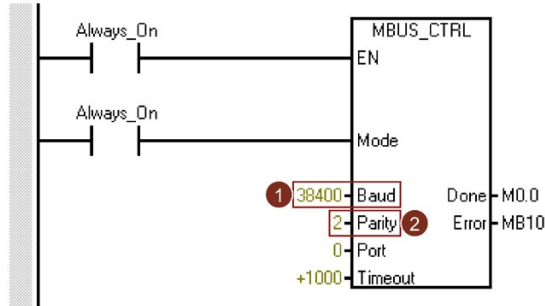 Always_On
MBUS_CTRL
EN
Always_On
Mode
1 38400 Baud Done M0.0
2 Parity 2 Error MB10
0 Port
+1000 Timeout